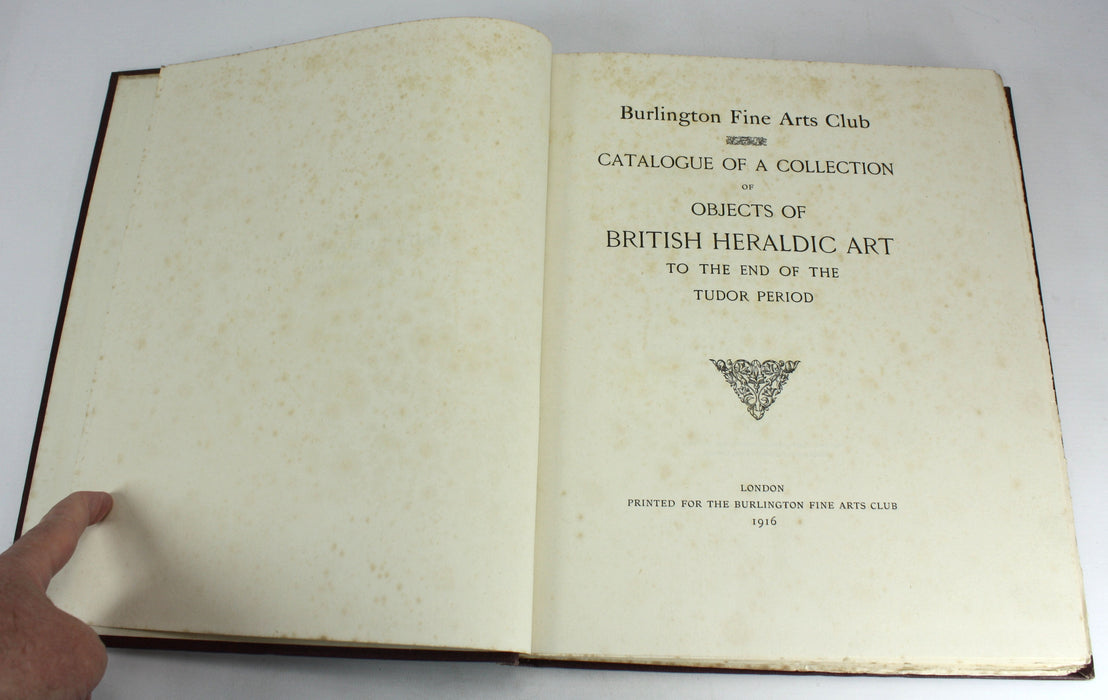 Burlington Fine Arts Club
CATALOGUE OF A COLLECTION
OF
OBJECTS OF
BRITISH HERALDIC ART
TO THE END OF THE
TUDOR PERIOD
LONDON
PRINTED FOR THE BURLINGTON FINE ARTS CLUB
1916